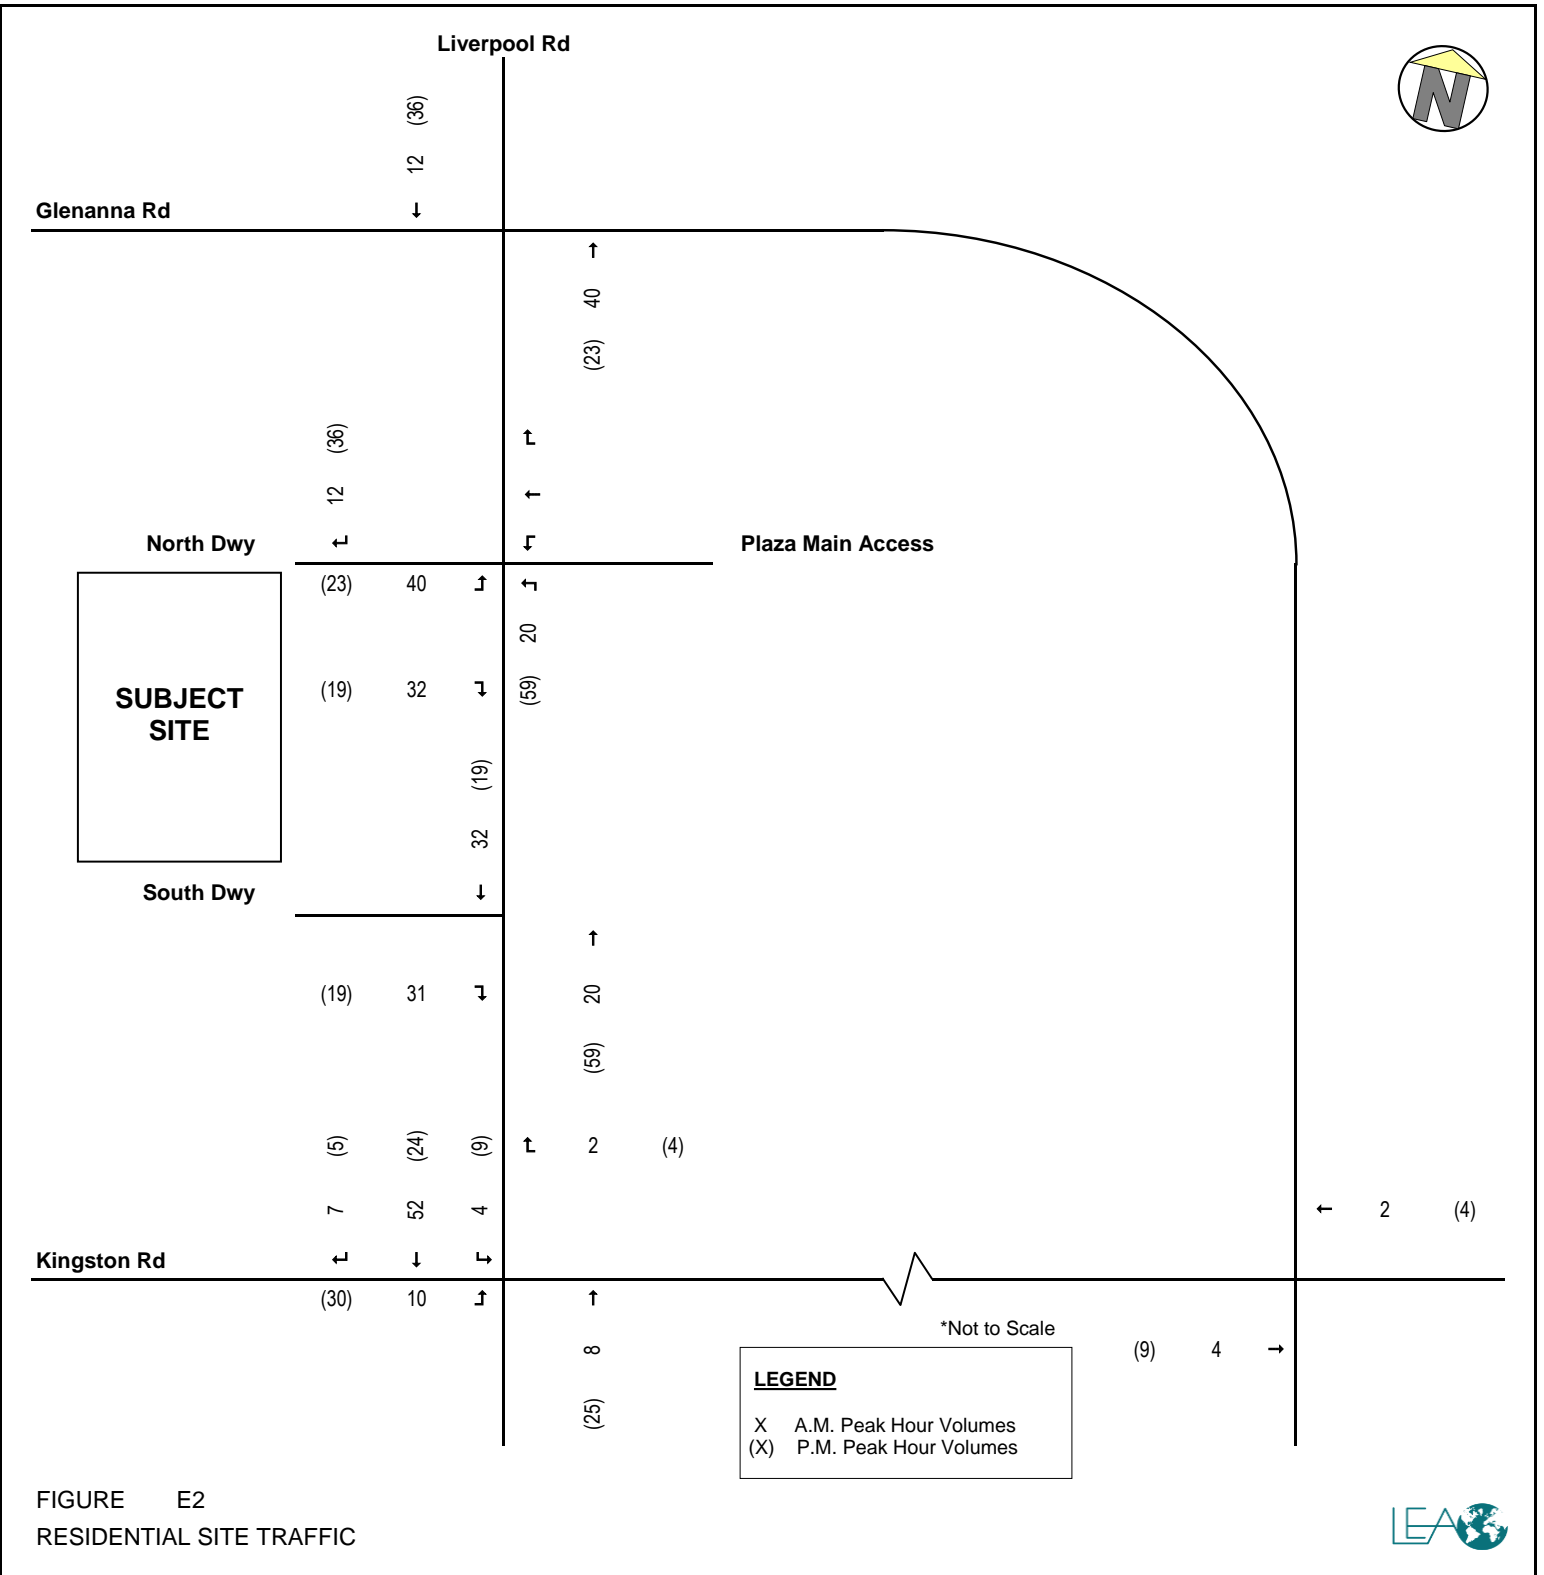 Liverpool Rd
N
(36)
12
↓
Glenanna Rd
↑
40
(23)
(36)
12
North Dwy
Plaza Main Access
(23) 40
20
(19) 32
(59)
SUBJECT
SITE
(19)
32
↓
South Dwy
↑
(19) 31
20
(59)
(5) (24) (9) 2 (4)
7 52 4
← 2 (4)
Kingston Rd
(30) 10
↑
8
(25)
*Not to Scale
(9) 4 →
LEGEND
X A.M. Peak Hour Volumes
(X) P.M. Peak Hour Volumes
FIGURE E2
RESIDENTIAL SITE TRAFFIC
LEA